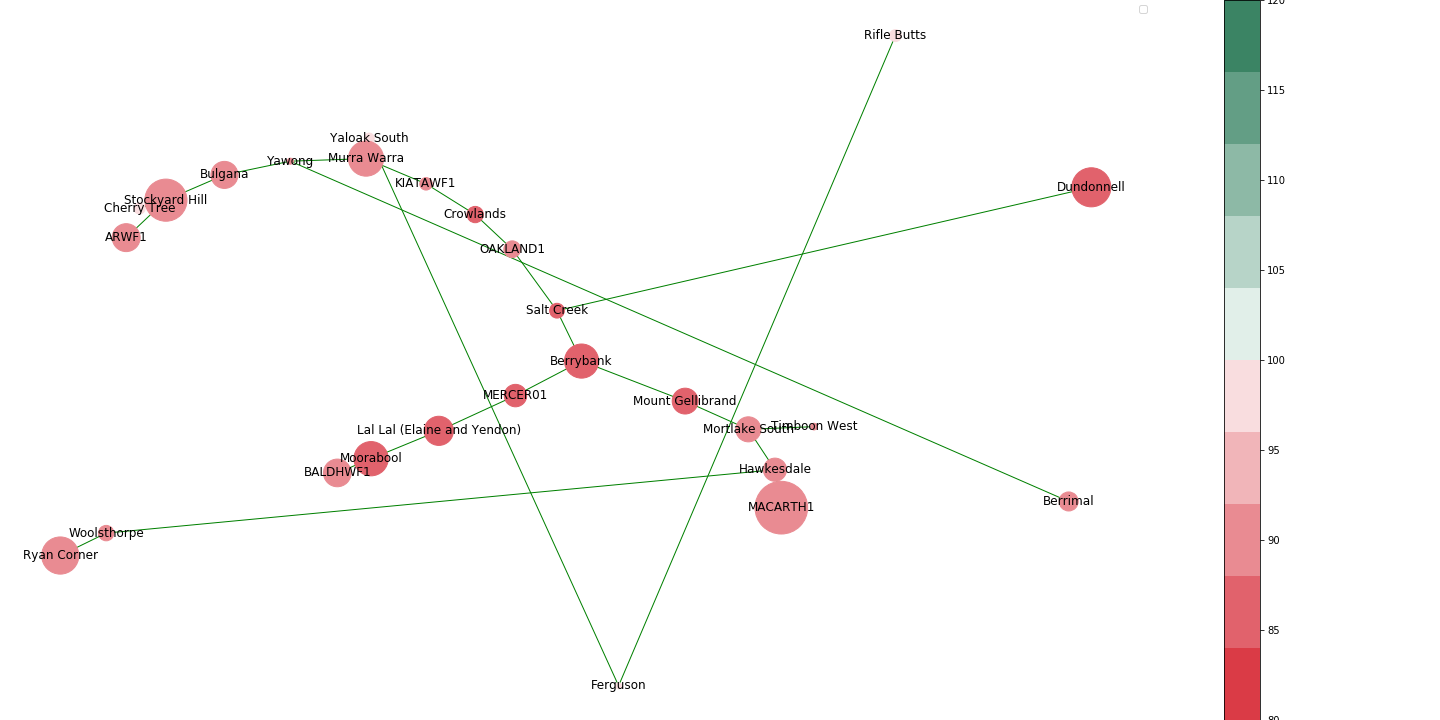 120
Rifle Butts
115
Yaloak South
Murra Warra
Yawong
Bulgana
KIATAWF1
110
Dundonnell
Stockyard Hill
Cherry Tree
Crowlands
ARWF1
OAKLAND1
105
Salt Creek
100
Berrybank
MERCER01
Mount Gellibrand
Timboon West
Mortlake South
Lal Lal (Elaine and Yendon)
95
Moorabool
BALDHWF1
Hawkesdale
Berrimal
MACARTH1
Woolsthorpe
90
Ryan Corner
85
Ferguson
80